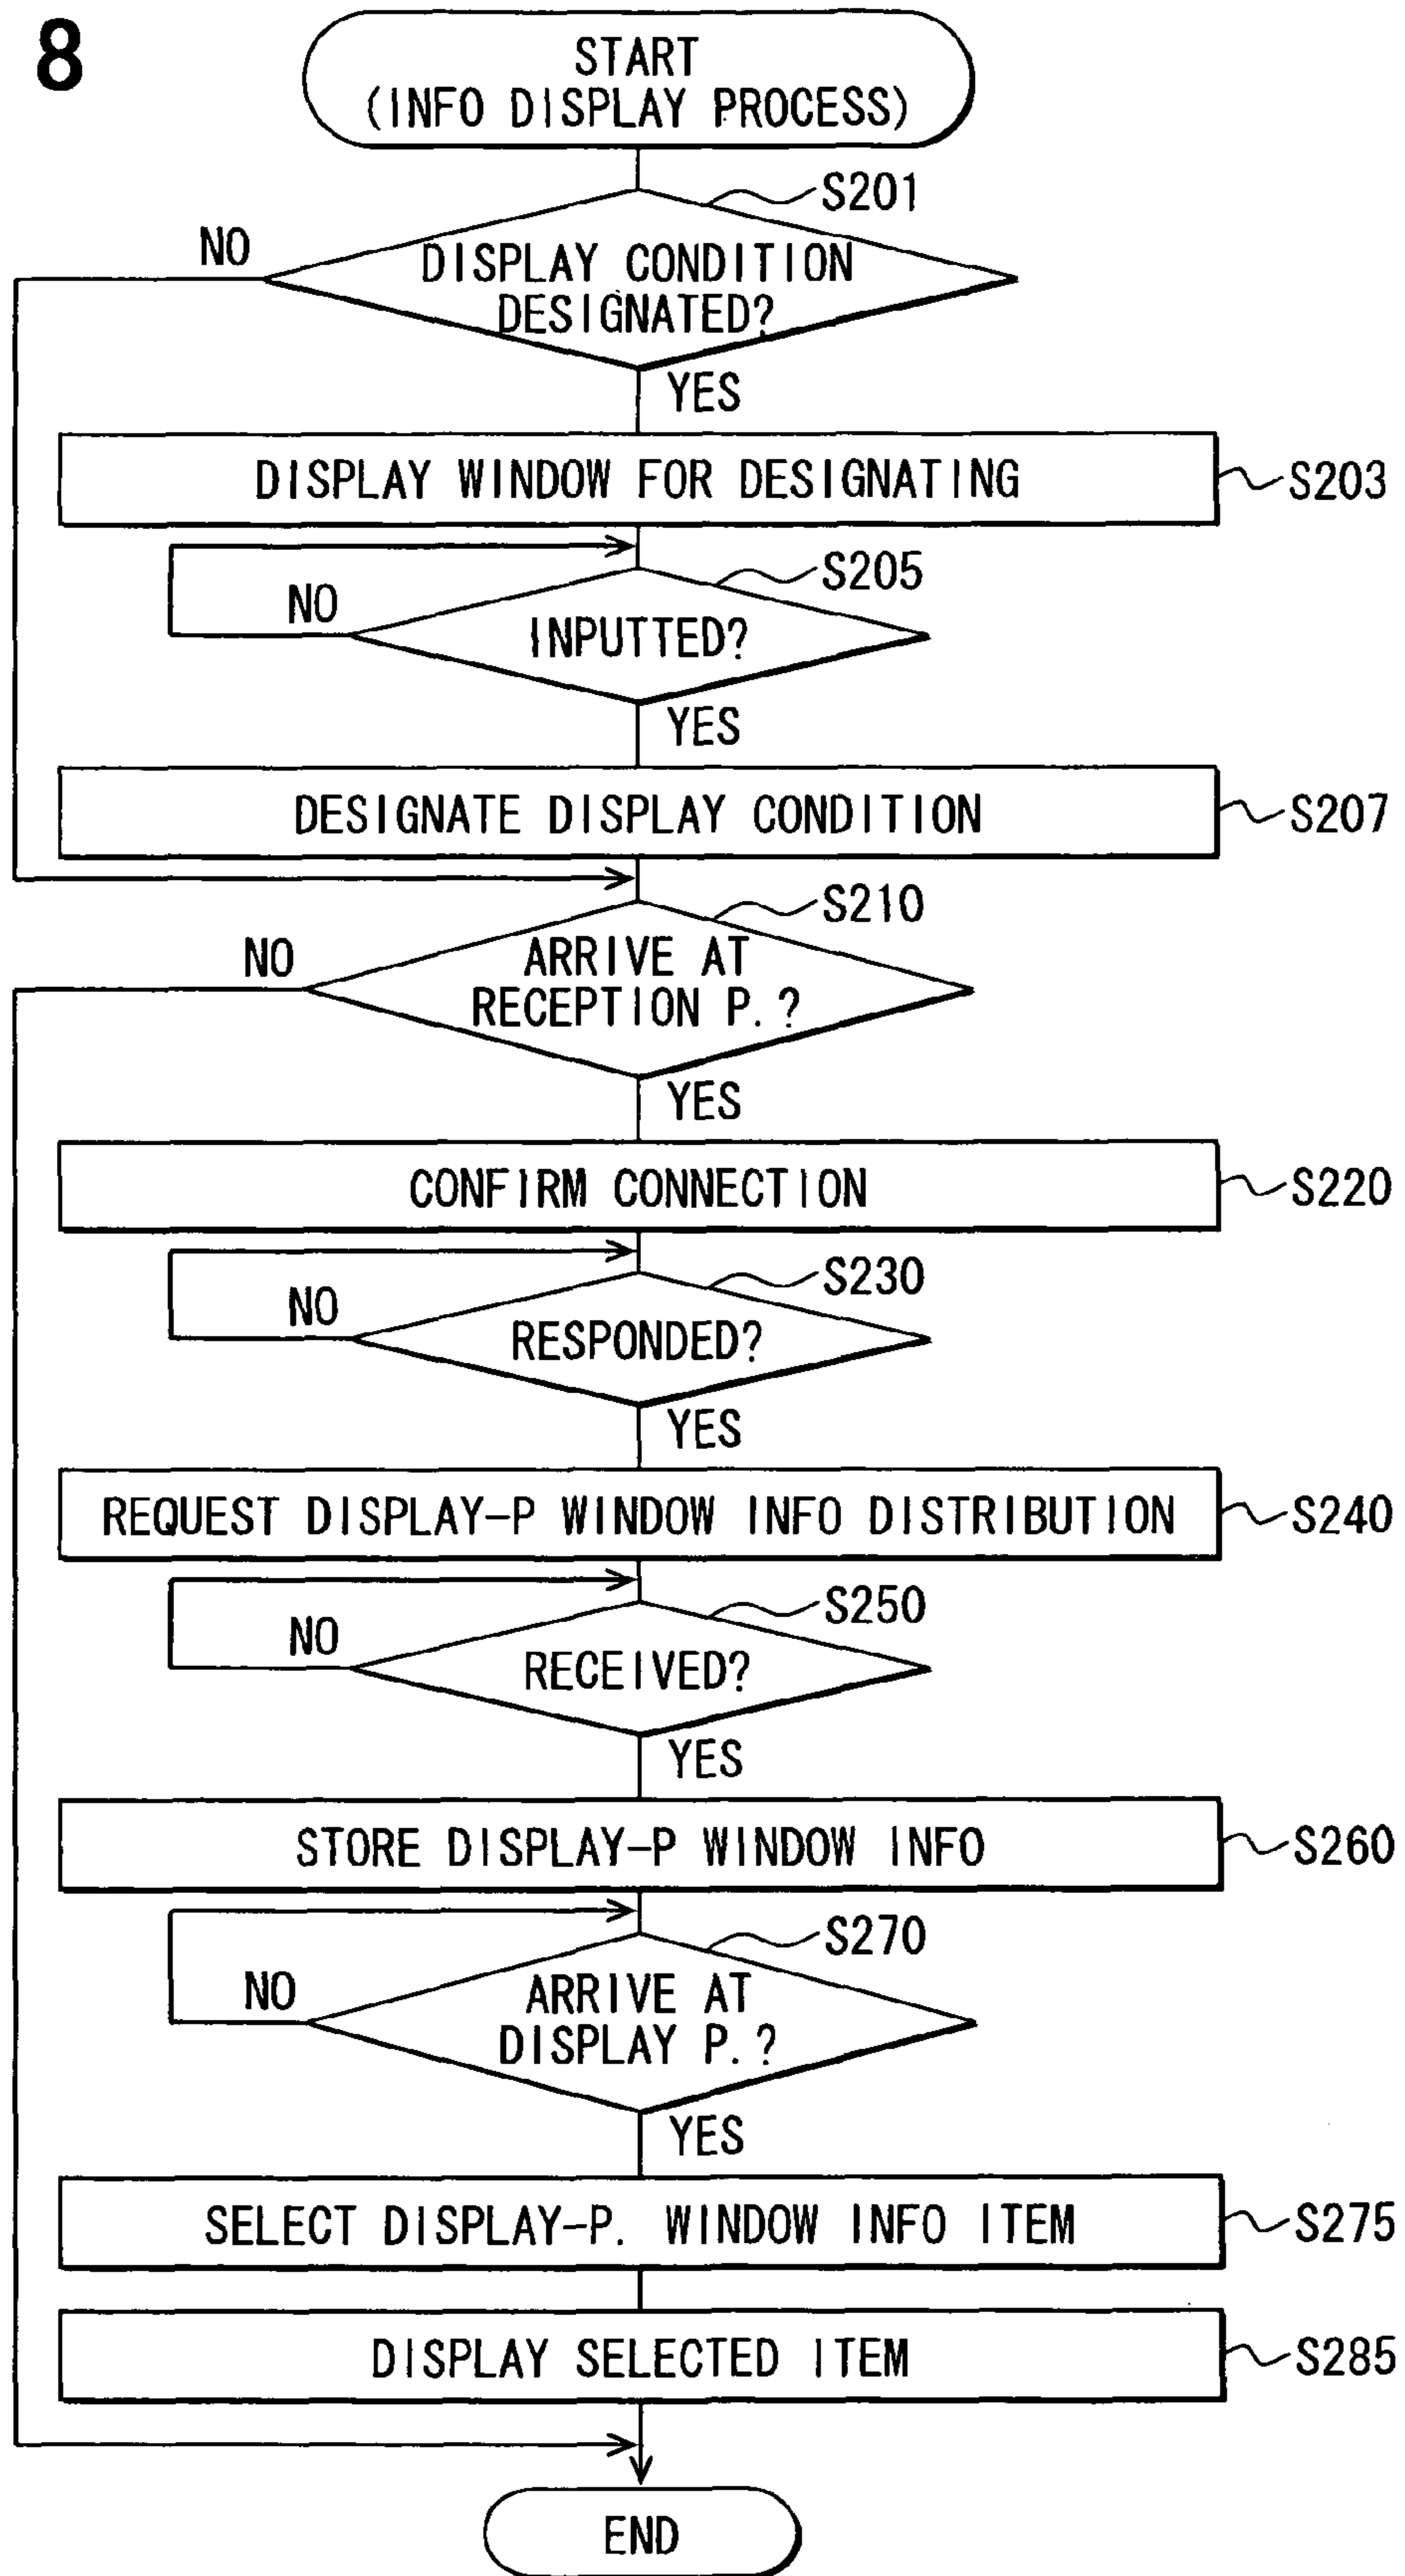 8
START
(INFO DISPLAY PROCESS)
S201
NO
DISPLAY CONDITION
DESIGNATED?
YES
DISPLAY WINDOW FOR DESIGNATING
S203
S205
NO
INPUTTED?
YES
DESIGNATE DISPLAY CONDITION
S207
S210
NO
ARRIVE AT
RECEPTION P.?
YES
CONFIRM CONNECTION
S220
S230
NO
RESPONDED?
YES
REQUEST DISPLAY-P WINDOW INFO DISTRIBUTION
S240
S250
NO
RECEIVED?
YES
STORE DISPLAY-P WINDOW INFO
S260
S270
NO
ARRIVE AT
DISPLAY P.?
YES
SELECT DISPLAY-P. WINDOW INFO ITEM
S275
DISPLAY SELECTED ITEM
S285
END